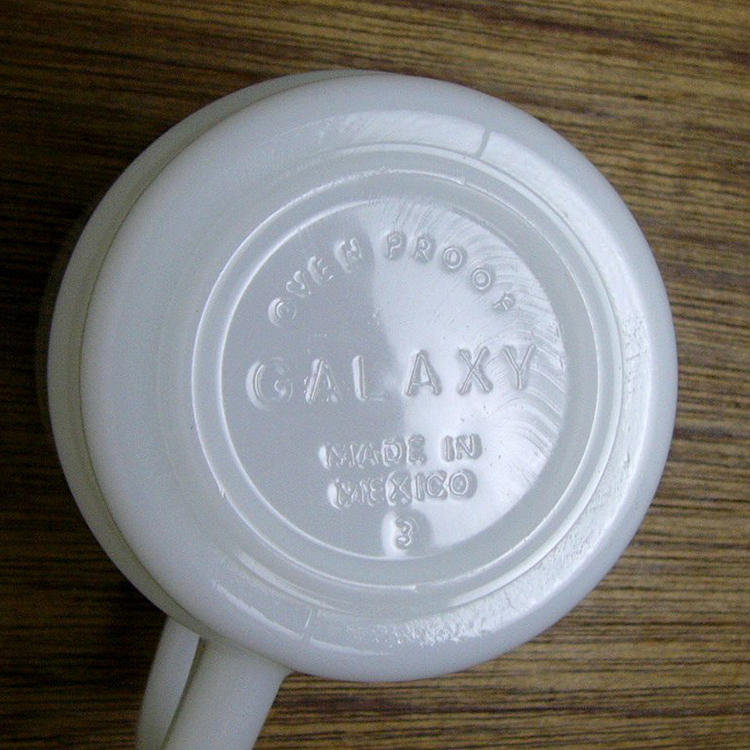 OVEN PROOF
GALAXY
MADE IN
MEXICO
3